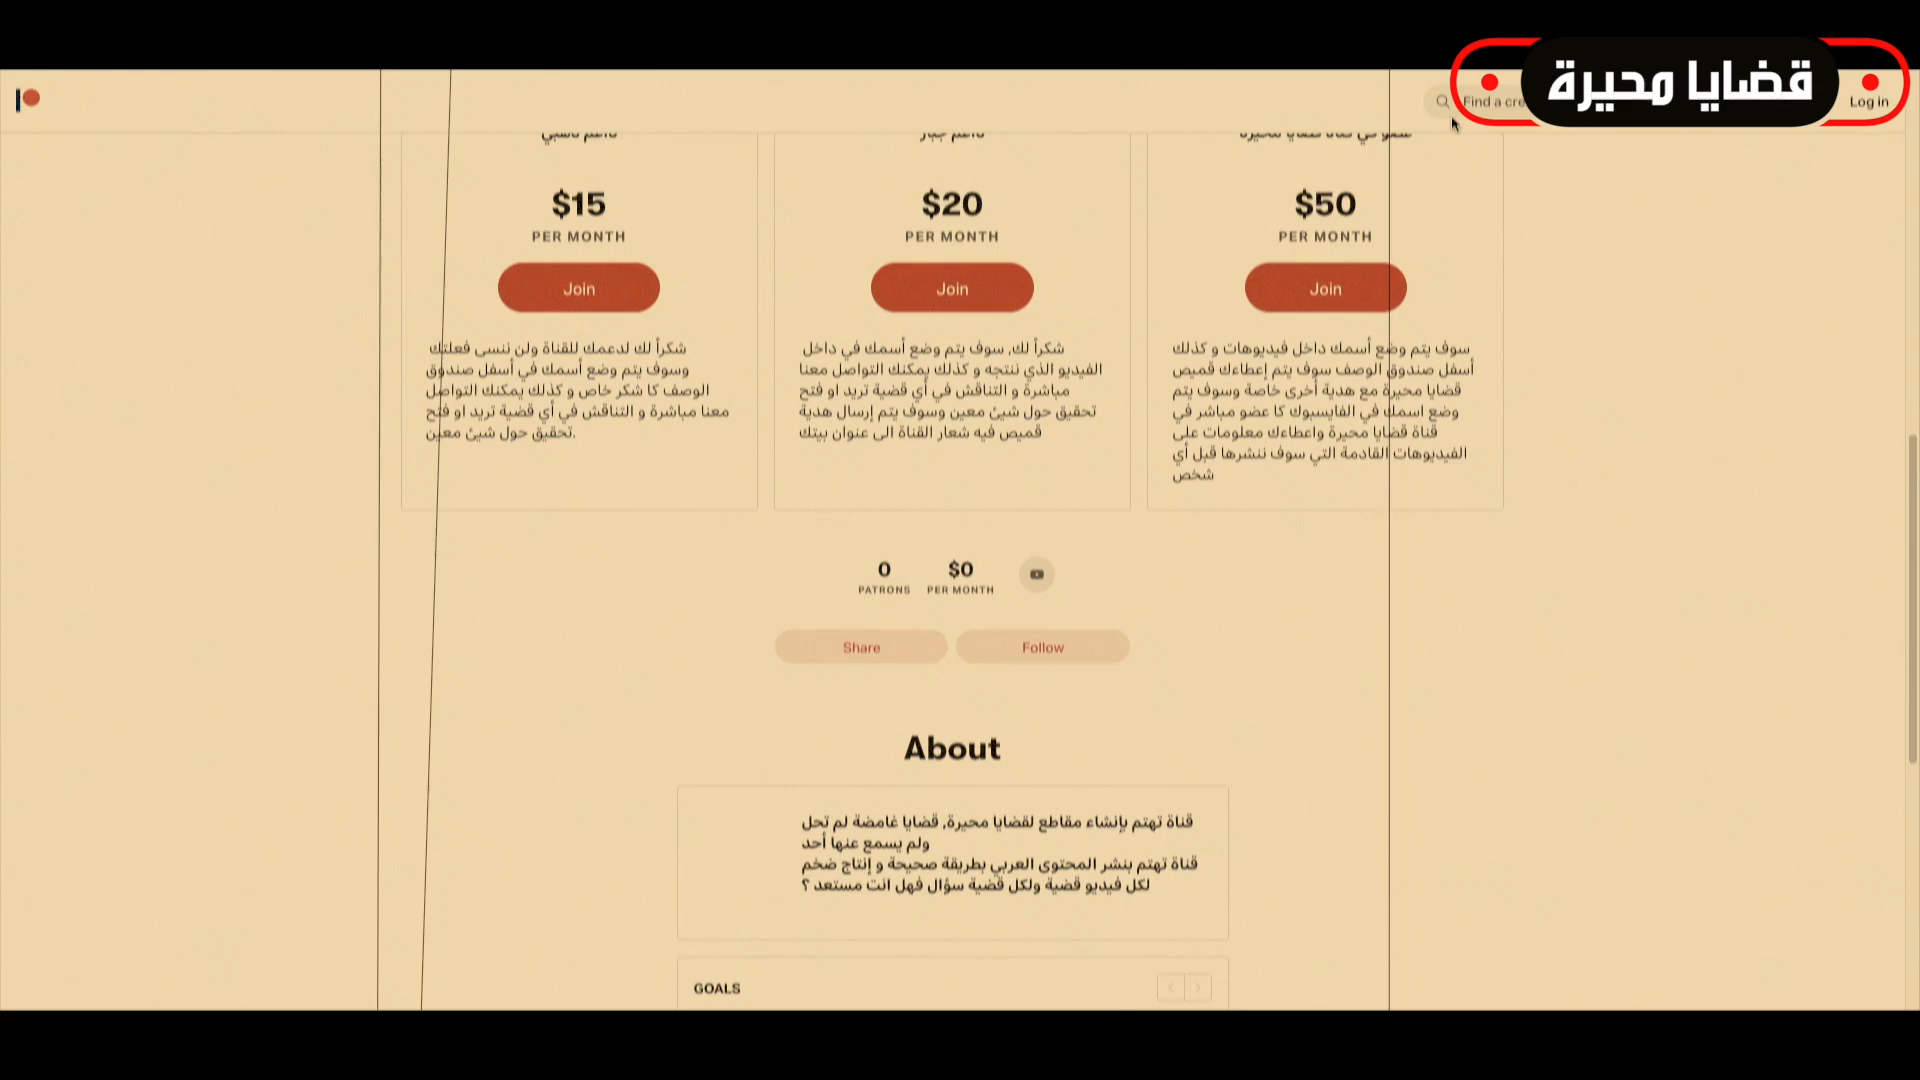 قضايا محيرة
Find a cre
Log in
$15
PER MONTH
Join
شكراً لك لدعمك للقناة ولن ننسى فعلتك
وسوف يتم وضع أسمك في أسفل صندوق
الوصف كا شكر خاص و كذلك يمكنك التواصل
معنا مباشرة و التناقش في أي قضية تريد او فتح
تحقيق حول شيئ معين.
$20
PER MONTH
Join
شكراً لك, سوف يتم وضع أسمك في داخل
الفيديو الذي ننتجه و كذلك يمكنك التواصل معنا
مباشرة و التناقش في أي قضية تريد او فتح
تحقيق حول شيئ معين وسوف يتم إرسال هدية
قميص فيه شعار القناة الى عنوان بيتك
$50
PER MONTH
Join
سوف يتم وضع أسمك داخل فيديوهات و كذلك
أسفل صندوق الوصف سوف يتم إعطاءك قميص
قضايا محيرة مع هدية أخرى خاصة وسوف يتم
وضع اسمك في الفايسبوك كا عضو مباشر في
قناة قضايا محيرة واعطاءك معلومات على
الفيديوهات القادمة التي سوف ننشرها قبل أي
شخص
0
PATRONS
$0
PER MONTH
Share
Follow
About
قناة تهتم بإنشاء مقاطع لقضايا محيرة, قضايا غامضة لم تحل
ولم يسمع عنها أحد
قناة تهتم بنشر المحتوى العربي بطريقة صحيحة و إنتاج ضخم
لكل فيديو قضية ولكل قضية سؤال فهل انت مستعد ؟
GOALS